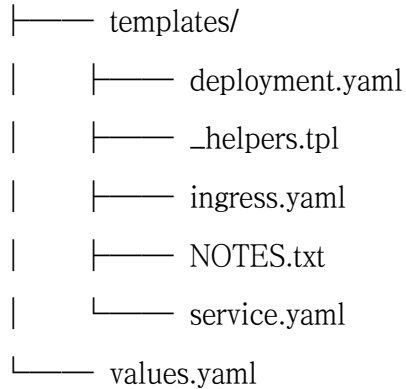 ├── templates/
│   ├── deployment.yaml
│   ├── _helpers.tpl
│   ├── ingress.yaml
│   ├── NOTES.txt
│   └── service.yaml
└── values.yaml